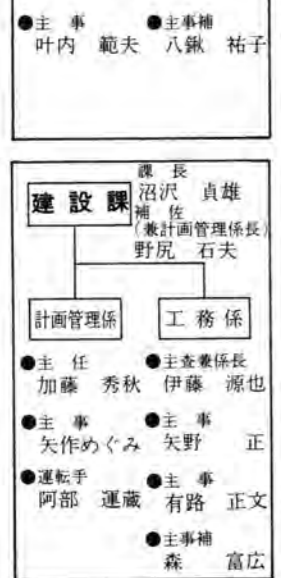 ●主 事 ●主事補
叶内 範夫 八鍬 祐子
課 長
建設課 沼沢 貞雄
補 佐
(兼計画管理係長)
野尻 石夫
計画管理係 工務係
●主 任 ●主査兼係長
加藤 秀秋 伊藤 源也
●主 事 ●主 事
矢作めぐみ 矢野 正
●運転手 ●主 事
阿部 運蔵 有路 正文
●主事補
森 富広